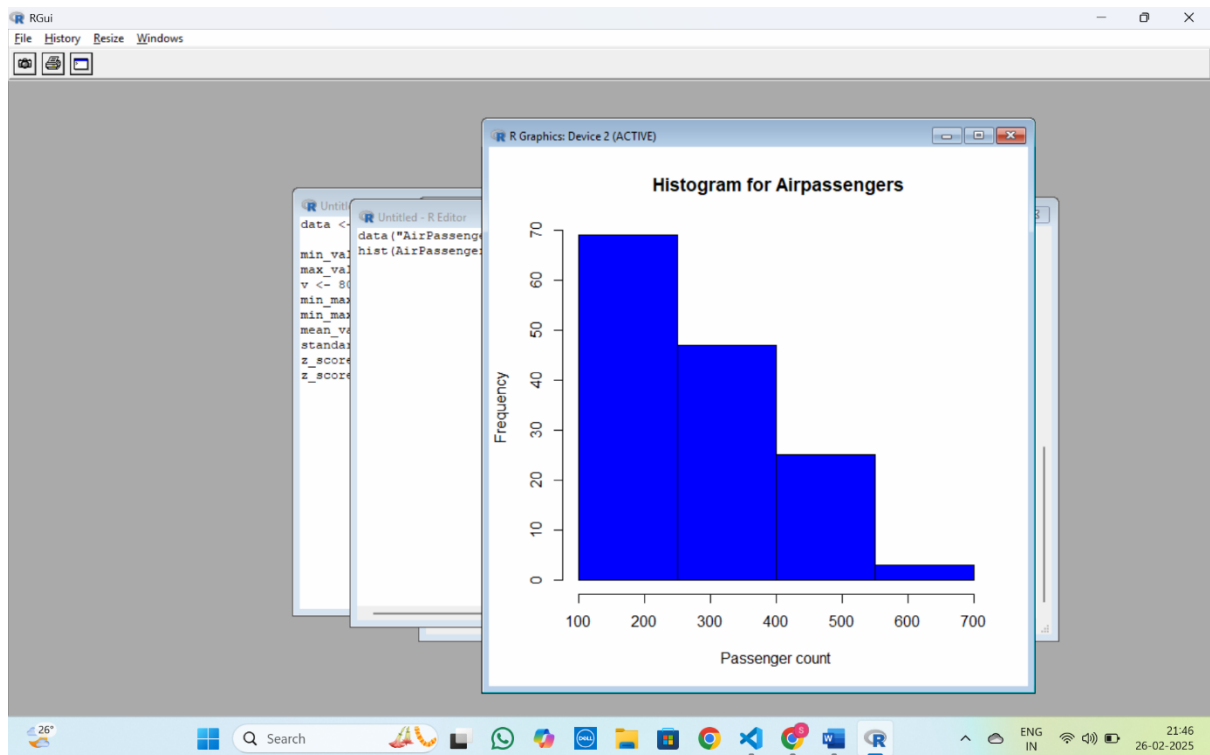 RGui
File History Resize Windows
R Graphics: Device 2 (ACTIVE)
Histogram for Airpassengers
Frequency
0 10 20 30 40 50 60 70
100 200 300 400 500 600 700
Passenger count
Untitl
data <-
min_val
max_val
v <- 80
min_max
min_max
mean_va
standar
z_score
z_score
Untitled - R Editor
data("AirPassenge
hist(AirPassenger
26°
Search
DELL
ENG
IN
21:46
26-02-2025